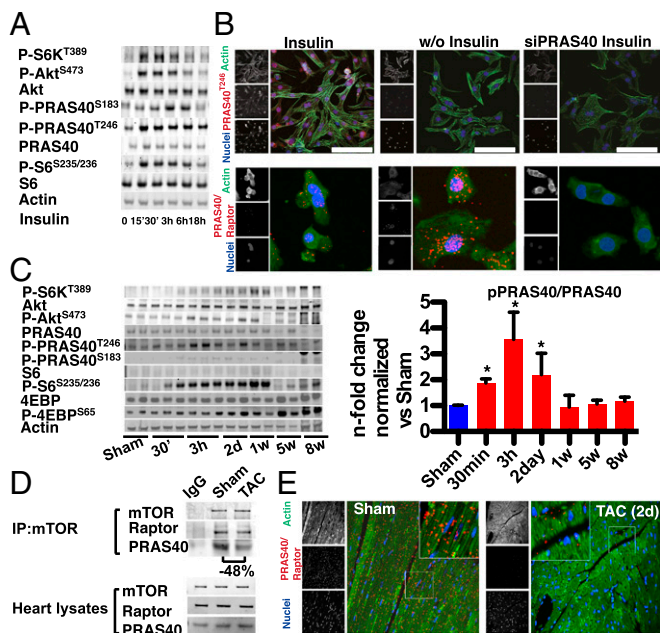 A
P-S6K^T389
P-Akt^S473
Akt
P-PRAS40^S183
P-PRAS40^T246
PRAS40
P-S6^S235/236
S6
Actin
Insulin 0 15' 30' 3h 6h 18h
B
Insulin w/o Insulin siPRAS40 Insulin
Nuclei PRAS40^T246 Actin
PRAS40/
Nuclei Raptor Actin
C
P-S6K^T389
Akt
P-Akt^S473
PRAS40
P-PRAS40^T246
P-PRAS40^S183
S6
P-S6^S235/236
4EBP
P-4EBP^S65
Actin
Sham 30' 3h 2d 1w 5w 8w
pPRAS40/PRAS40
n-fold change
normalized
vs Sham
5
4
3
2
1
0
* * *
Sham 30min 3h 2day 1w 5w 8w
D
IgG Sham TAC
IP:mTOR
mTOR
Raptor
PRAS40
-48%
Heart lysates
mTOR
Raptor
PRAS40
E
Sham TAC (2d)
Actin
PRAS40/
Raptor
Nuclei